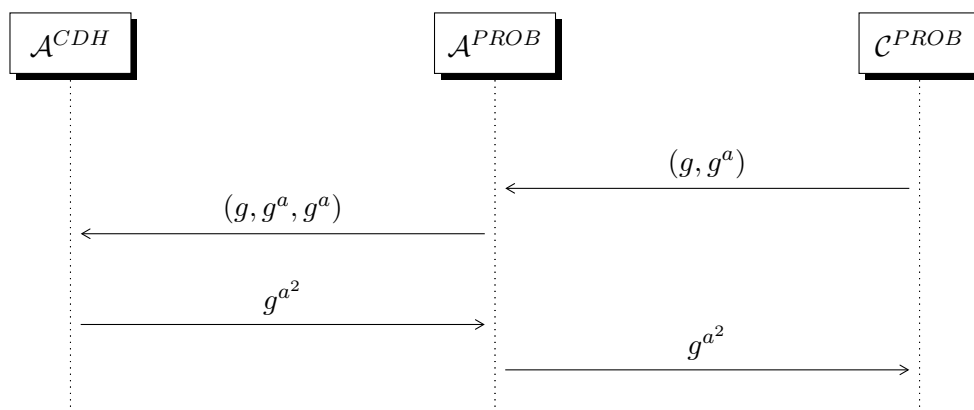 𝒜^{CDH} 𝒜^{PROB} 𝒞^{PROB}
(g, g^a)
(g, g^a, g^a)
g^{a^2}
g^{a^2}